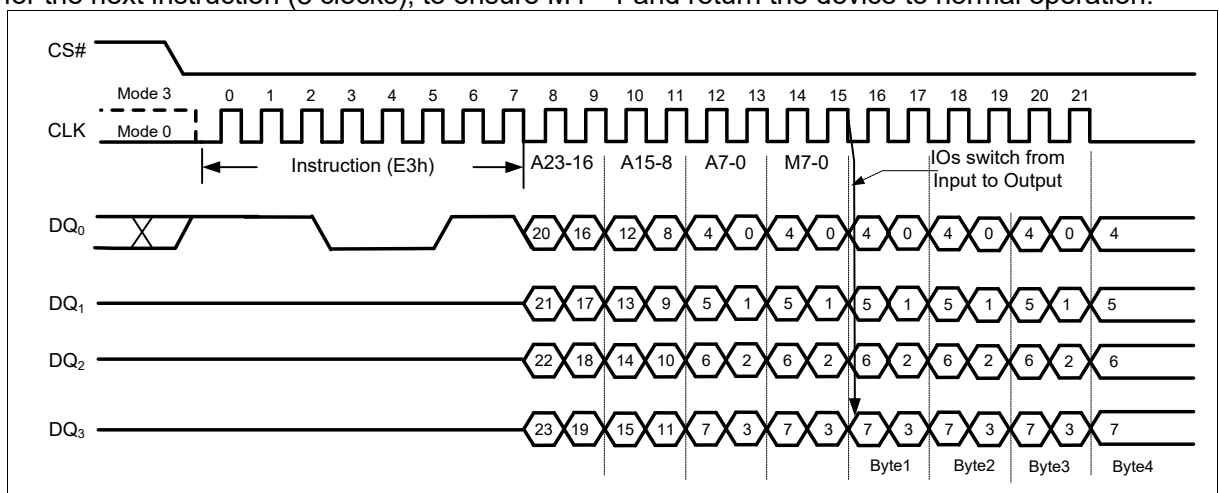 for the next instruction (8 clocks), to ensure M4 = 1 and return the device to normal operation.
CS#
Mode 3 0 1 2 3 4 5 6 7 8 9 10 11 12 13 14 15 16 17 18 19 20 21
CLK Mode 0
Instruction (E3h) A23-16 A15-8 A7-0 M7-0 IOs switch from
Input to Output
DQ0 20 16 12 8 4 0 4 0 4 0 4 0 4 0 4
DQ1 21 17 13 9 5 1 5 1 5 1 5 1 5 1 5
DQ2 22 18 14 10 6 2 6 2 6 2 6 2 6 2 6
DQ3 23 19 15 11 7 3 7 3 7 3 7 3 7 3 7
Byte1 Byte2 Byte3 Byte4